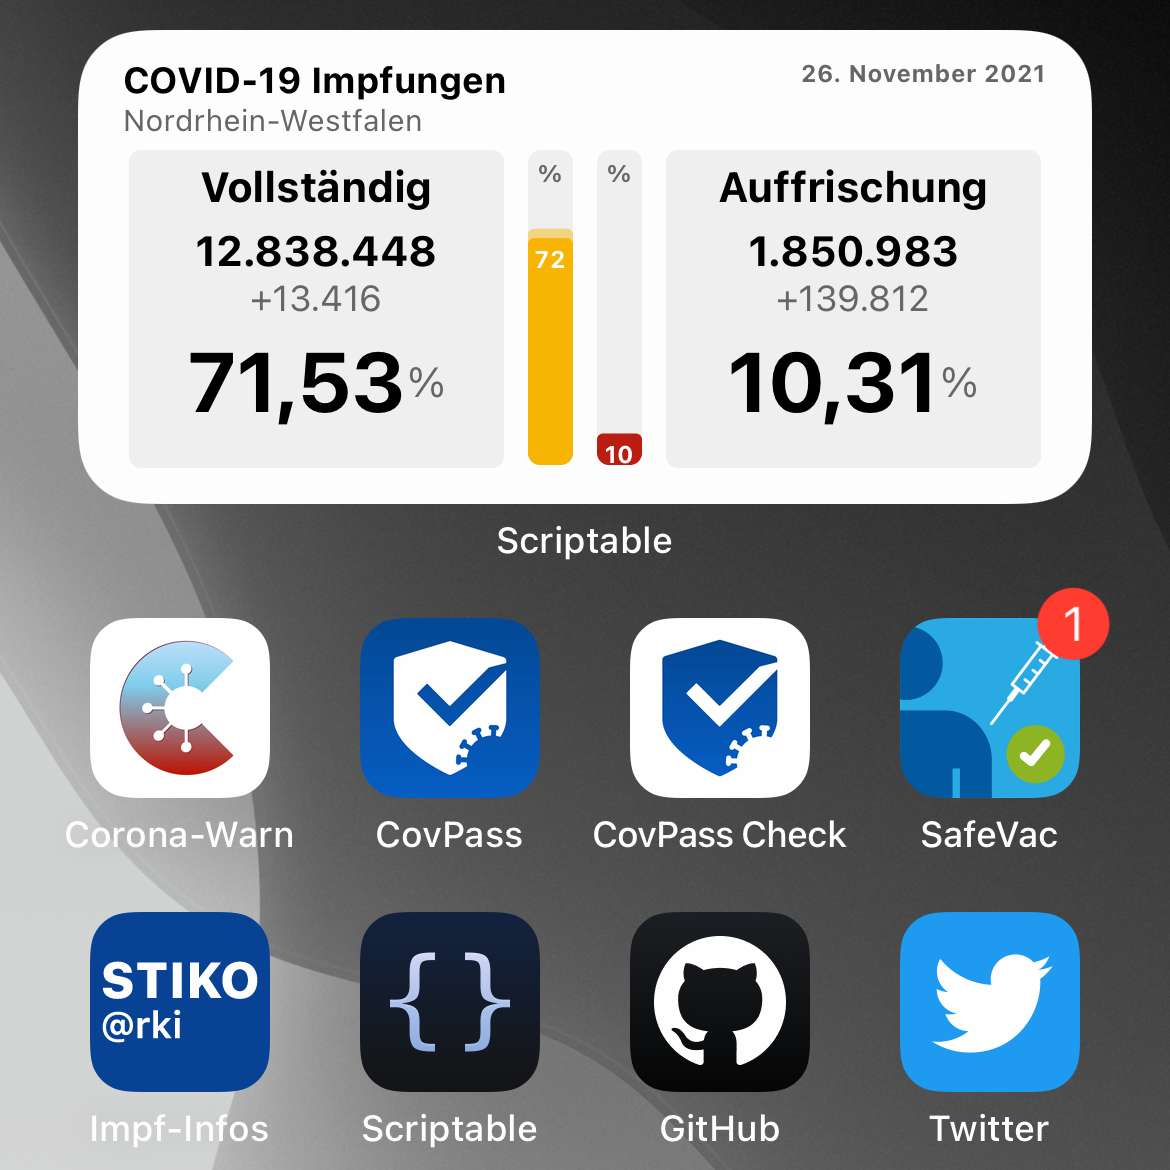 COVID-19 Impfungen
26. November 2021
Nordrhein-Westfalen
Vollständig
12.838.448
+13.416
71,53%
%
72
%
10
Auffrischung
1.850.983
+139.812
10,31%
Scriptable
1
Corona-Warn
CovPass
CovPass Check
SafeVac
STIKO
@rki
{}
Impf-Infos
Scriptable
GitHub
Twitter